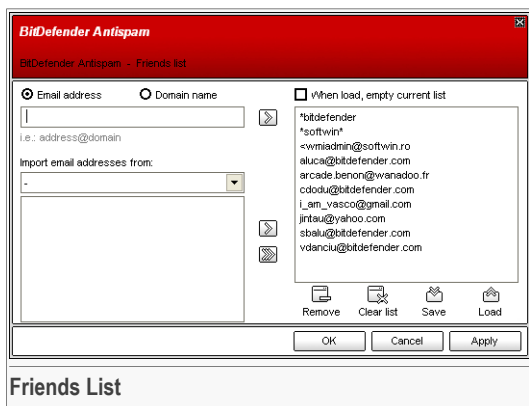 BitDefender Antispam
BitDefender Antispam - Friends list
Email address
Domain name
i.e.: address@domain
Import email addresses from:
-
When load, empty current list
*bitdefender
*softwin*
<wmiadmin@softwin.ro
aluca@bitdefender.com
arcade.benon@wanadoo.fr
cdodu@bitdefender.com
i_am_vasco@gmail.com
jintau@yahoo.com
sbalu@bitdefender.com
vdanciu@bitdefender.com
Remove
Clear list
Save
Load
OK
Cancel
Apply
Friends List